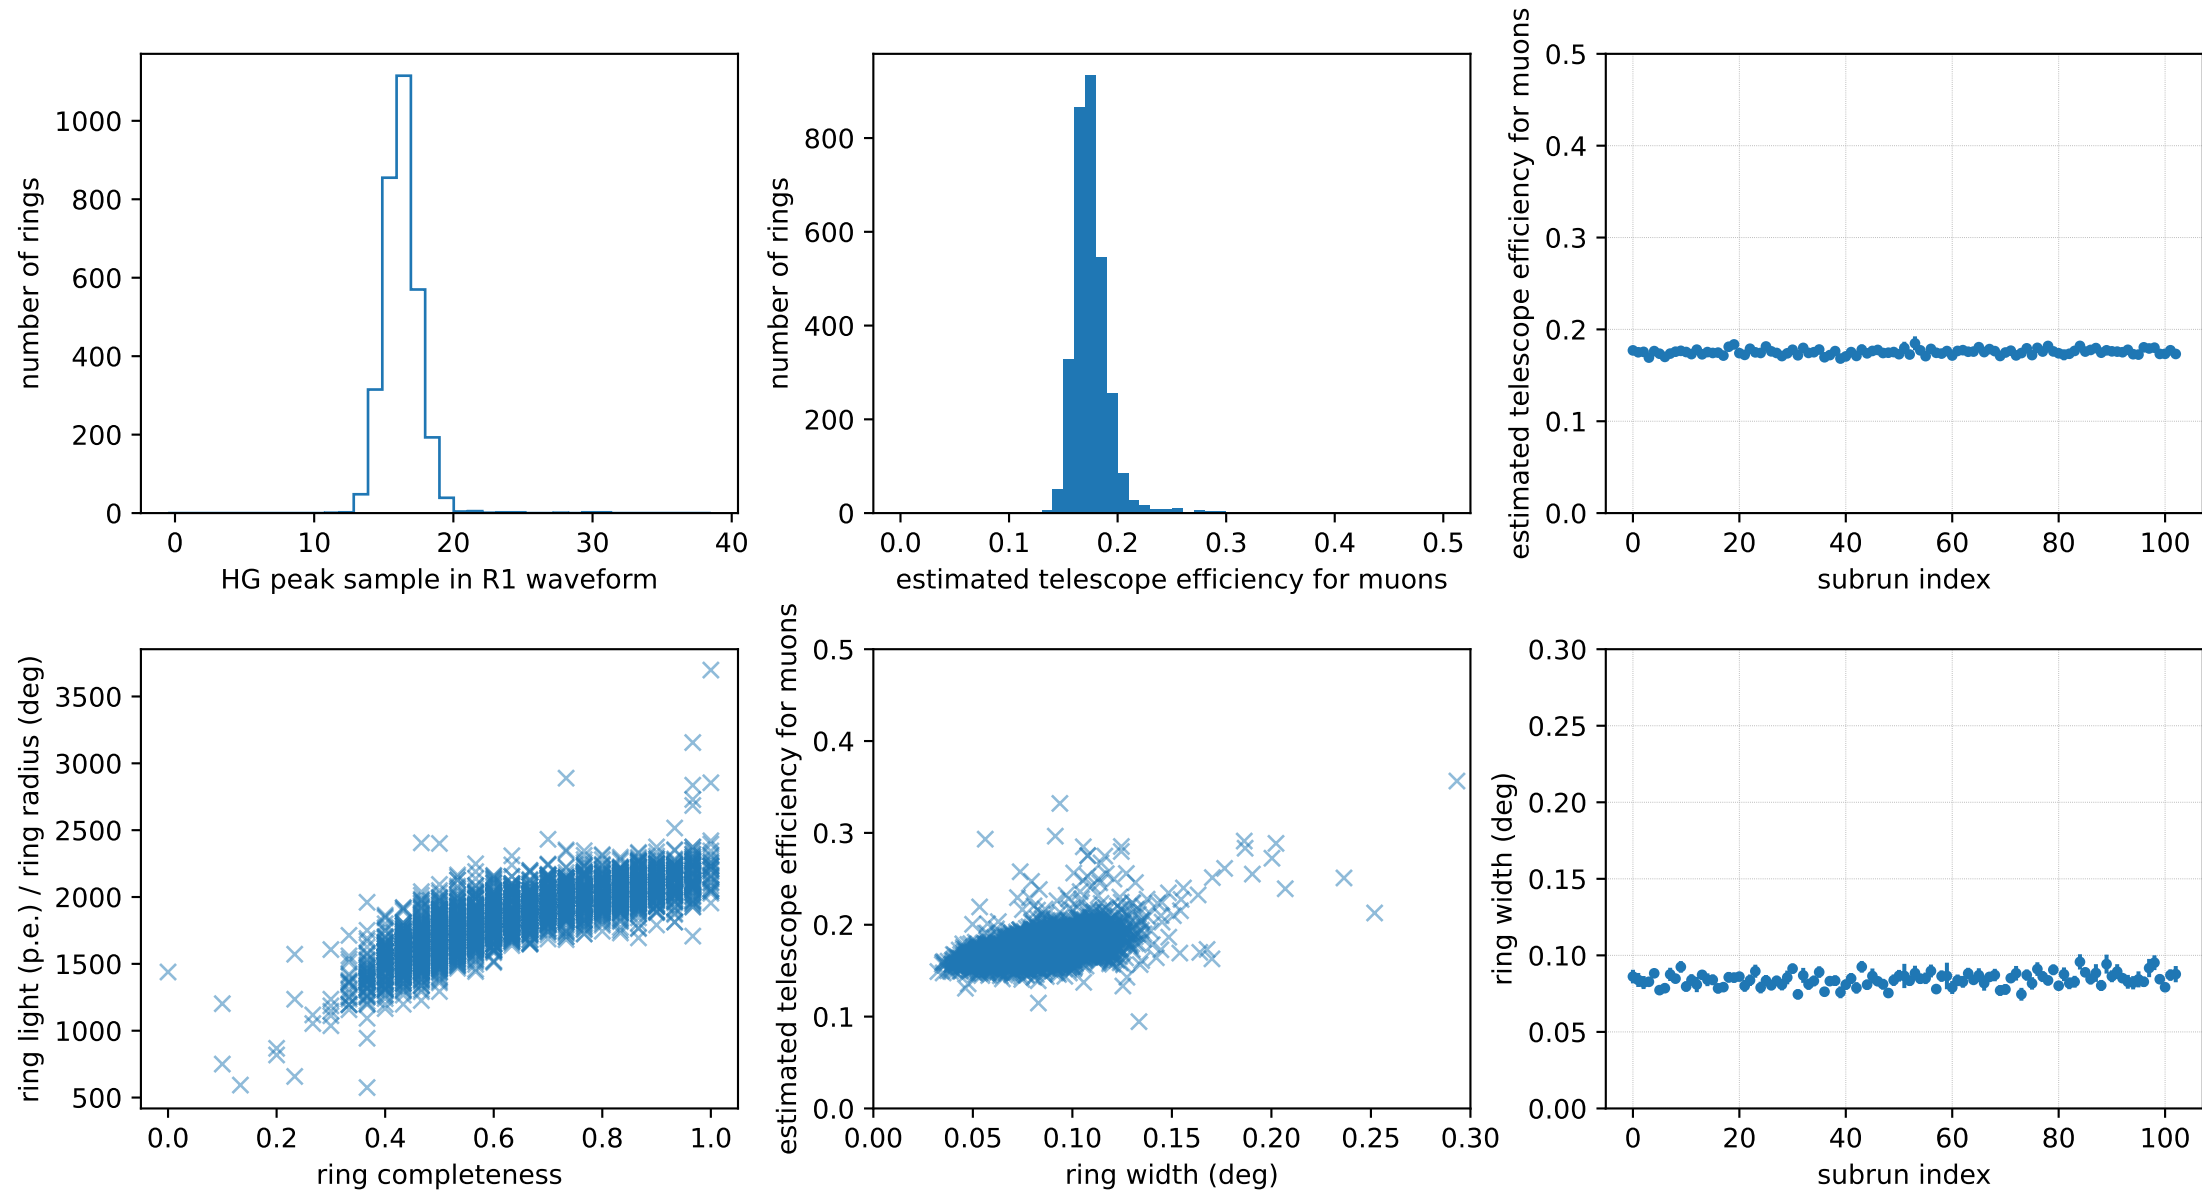 number of rings
1000
800
600
400
200
0
0 10 20 30 40
HG peak sample in R1 waveform
number of rings
800
600
400
200
0
0.0 0.1 0.2 0.3 0.4 0.5
estimated telescope efficiency for muons
estimated telescope efficiency for muons
0.5
0.4
0.3
0.2
0.1
0.0
0 20 40 60 80 100
subrun index
ring light (p.e.) / ring radius (deg)
3500
3000
2500
2000
1500
1000
500
0.0 0.2 0.4 0.6 0.8 1.0
ring completeness
estimated telescope efficiency for muons
0.5
0.4
0.3
0.2
0.1
0.0
0.00 0.05 0.10 0.15 0.20 0.25 0.30
ring width (deg)
ring width (deg)
0.30
0.25
0.20
0.15
0.10
0.05
0.00
0 20 40 60 80 100
subrun index